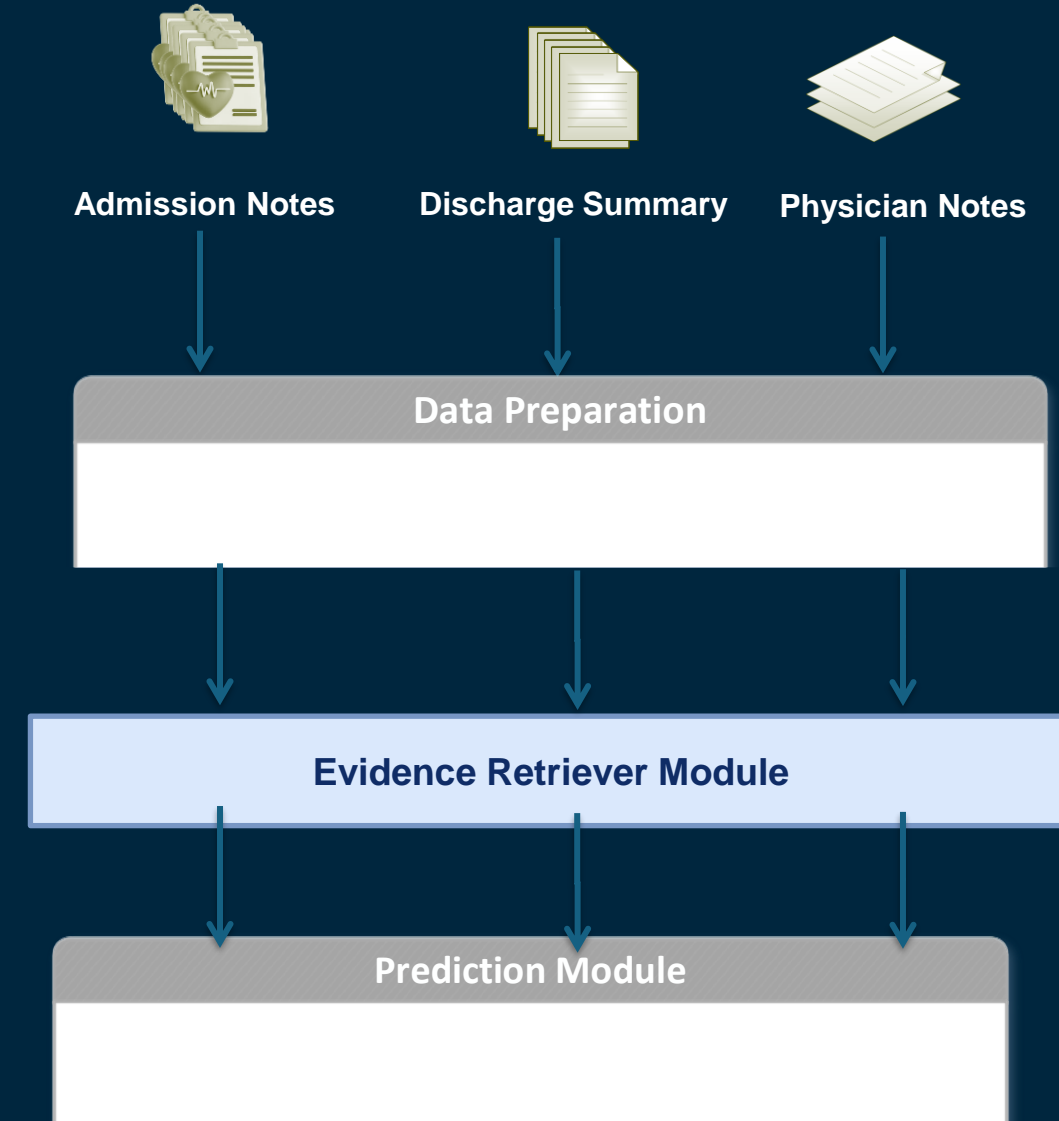 Admission Notes
Discharge Summary
Physician Notes
Data Preparation
Evidence Retriever Module
Prediction Module